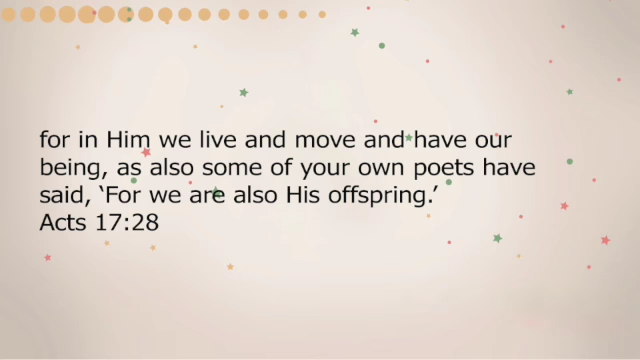 for in Him we live and move and have our
being, as also some of your own poets have
said, ‘For we are also His offspring.’
Acts 17:28